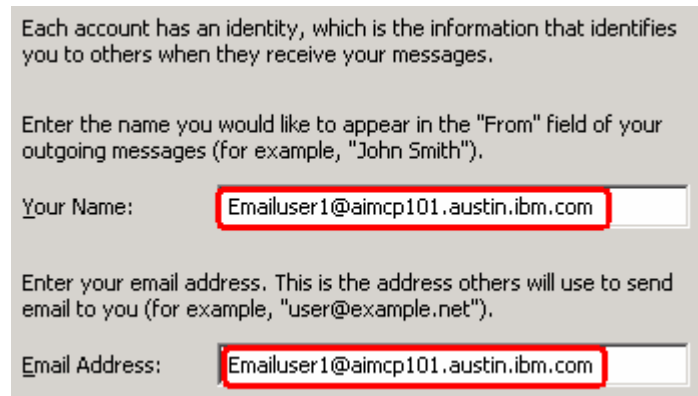 Each account has an identity, which is the information that identifies
you to others when they receive your messages.
Enter the name you would like to appear in the "From" field of your
outgoing messages (for example, "John Smith").
Your Name: Emailuser1@aimcp101.austin.ibm.com
Enter your email address. This is the address others will use to send
email to you (for example, "user@example.net").
Email Address: Emailuser1@aimcp101.austin.ibm.com